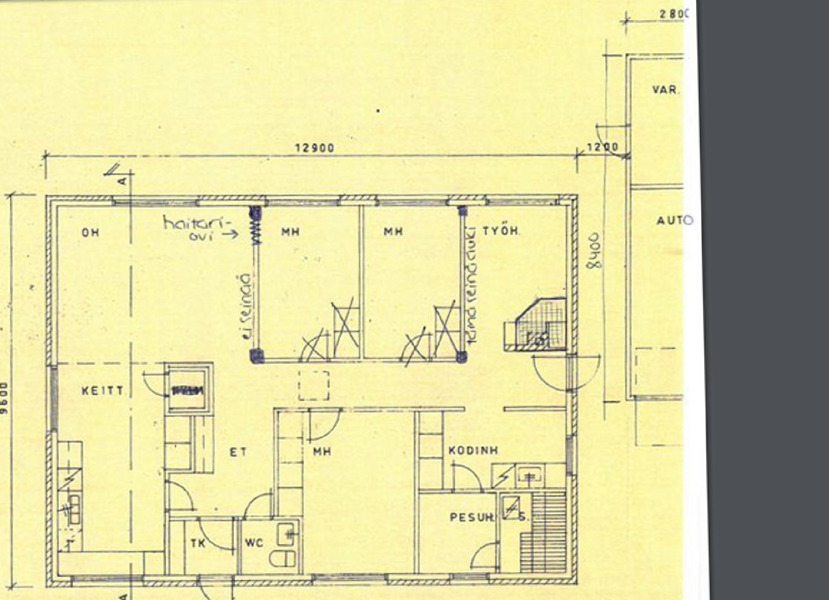 2800
VAR.
12900
1200
A
OH
haitari-
ovi →
MH
MH
TYÖH.
AUTO
ei seinää
tämä seinä auki
8400
9600
KEITT
ET
MH
KODINH
PESUH.
S.
TK
WC
A